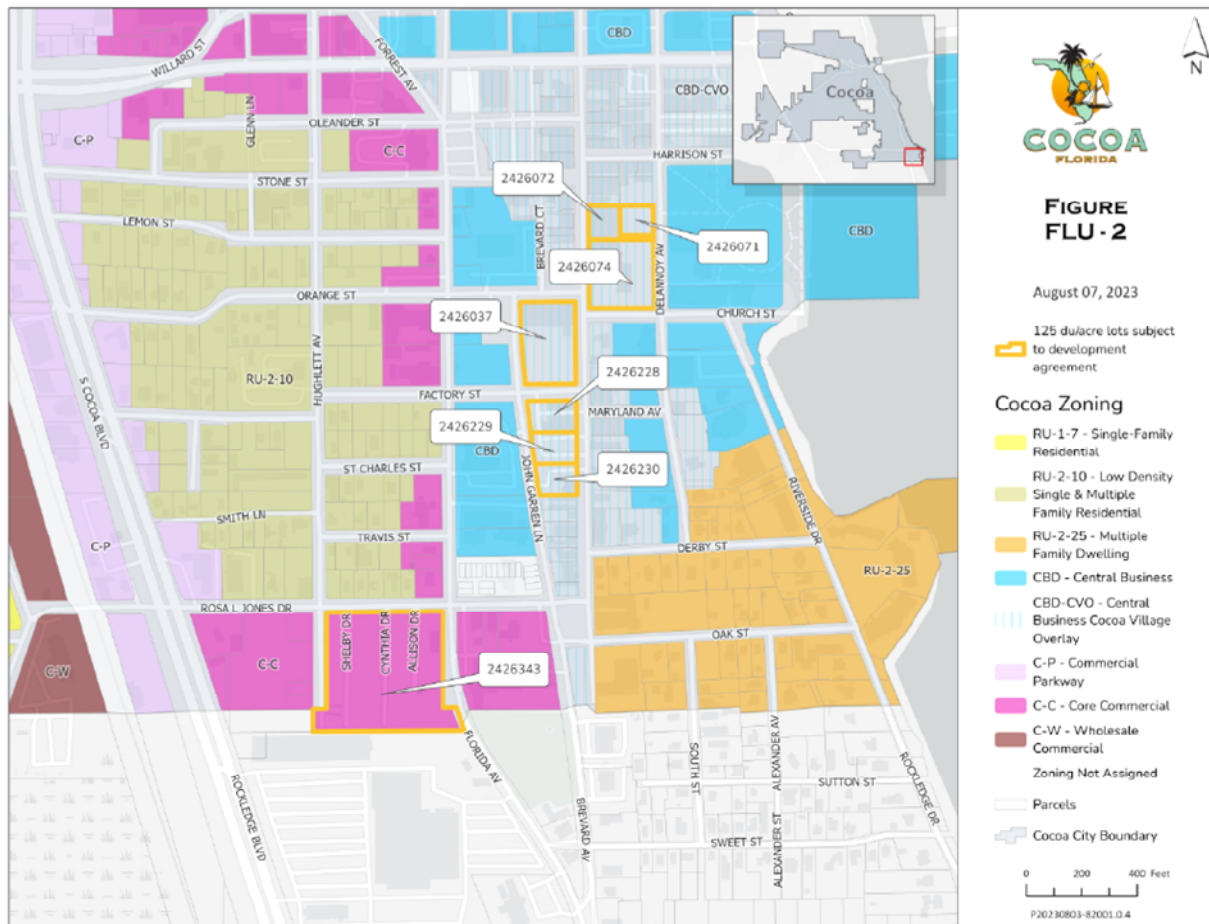 CBD
WILLARD ST
FORREST AV
CBD-CVO
Cocoa
GLENN LN
OLEANDER ST
C-P
C-C
HARRISON ST
STONE ST
2426072
LEMON ST
BREVARD CT
2426071
CBD
2426074
DELANNOY AV
ORANGE ST
CHURCH ST
2426037
HUGHLETT AV
RU-2-10
S COCOA BLVD
FACTORY ST
2426228
MARYLAND AV
2426229
CBD
ST CHARLES ST
2426230
JOHN GARREN LN
RIVERSIDE DR
SMITH LN
C-P
TRAVIS ST
DERBY ST
RU-2-25
ROSA L JONES DR
SHELBY DR
CYNTHIA DR
ALLISON DR
OAK ST
C-W
C-C
2426343
FLORIDA AV
SOUTH ST
ALEXANDER AV
ROCKLEDGE BLVD
BREVARD AV
SUTTON ST
ROCKLEDGE DR
SWEET ST
ALEXANDER ST
N
COCOA
FLORIDA
FIGURE
FLU - 2
August 07, 2023
125 du/acre lots subject
to development
agreement
Cocoa Zoning
RU-1-7 - Single-Family
Residential
RU-2-10 - Low Density
Single & Multiple
Family Residential
RU-2-25 - Multiple
Family Dwelling
CBD - Central Business
CBD-CVO - Central
Business Cocoa Village
Overlay
C-P - Commercial
Parkway
C-C - Core Commercial
C-W - Wholesale
Commercial
Zoning Not Assigned
Parcels
Cocoa City Boundary
0 200 400 Feet
P20230803-82001.0.4